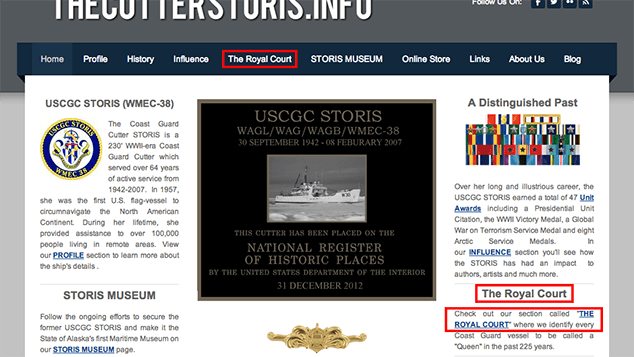 THECUTTERSTORIS.INFO
Follow Us On:
Home Profile History Influence The Royal Court STORIS MUSEUM Online Store Links About Us Blog
USCGC STORIS (WMEC-38)
USCGC STORIS
WMEC 38
The Coast Guard
Cutter STORIS is a
230' WWII-era Coast
Guard Cutter which
served over 64 years
of active service from
1942-2007. In 1957,
she was the first U.S. flag-vessel to
circumnavigate the North American
Continent. During her lifetime, she
provided assistance to over 100,000
people living in remote areas. View
our PROFILE section to learn more about
the ship's details .
STORIS MUSEUM
Follow the ongoing efforts to secure the
former USCGC STORIS and make it the
State of Alaska's first Maritime Museum on
our STORIS MUSEUM page.
USCGC STORIS
WAGL/WAG/WAGB/WMEC-38
30 SEPTEMBER 1942 - 08 FEBURARY 2007
THIS CUTTER HAS BEEN PLACED ON THE
NATIONAL REGISTER
OF HISTORIC PLACES
BY THE UNITED STATES DEPARTMENT OF THE INTERIOR
31 DECEMBER 2012
A Distinguished Past
Over her long and illustrious career, the
USCGC STORIS earned a total of 47 Unit
Awards including a Presidential Unit
Citation, the WWII Victory Medal, a Global
War on Terrorism Service Medal and eight
Arctic Service Medals. In
our INFLUENCE section you'll see how
the STORIS has had an impact to
authors, artists and much more.
The Royal Court
Check out our section called "THE
ROYAL COURT" where we identify every
Coast Guard vessel to be called a
"Queen" in the past 225 years.